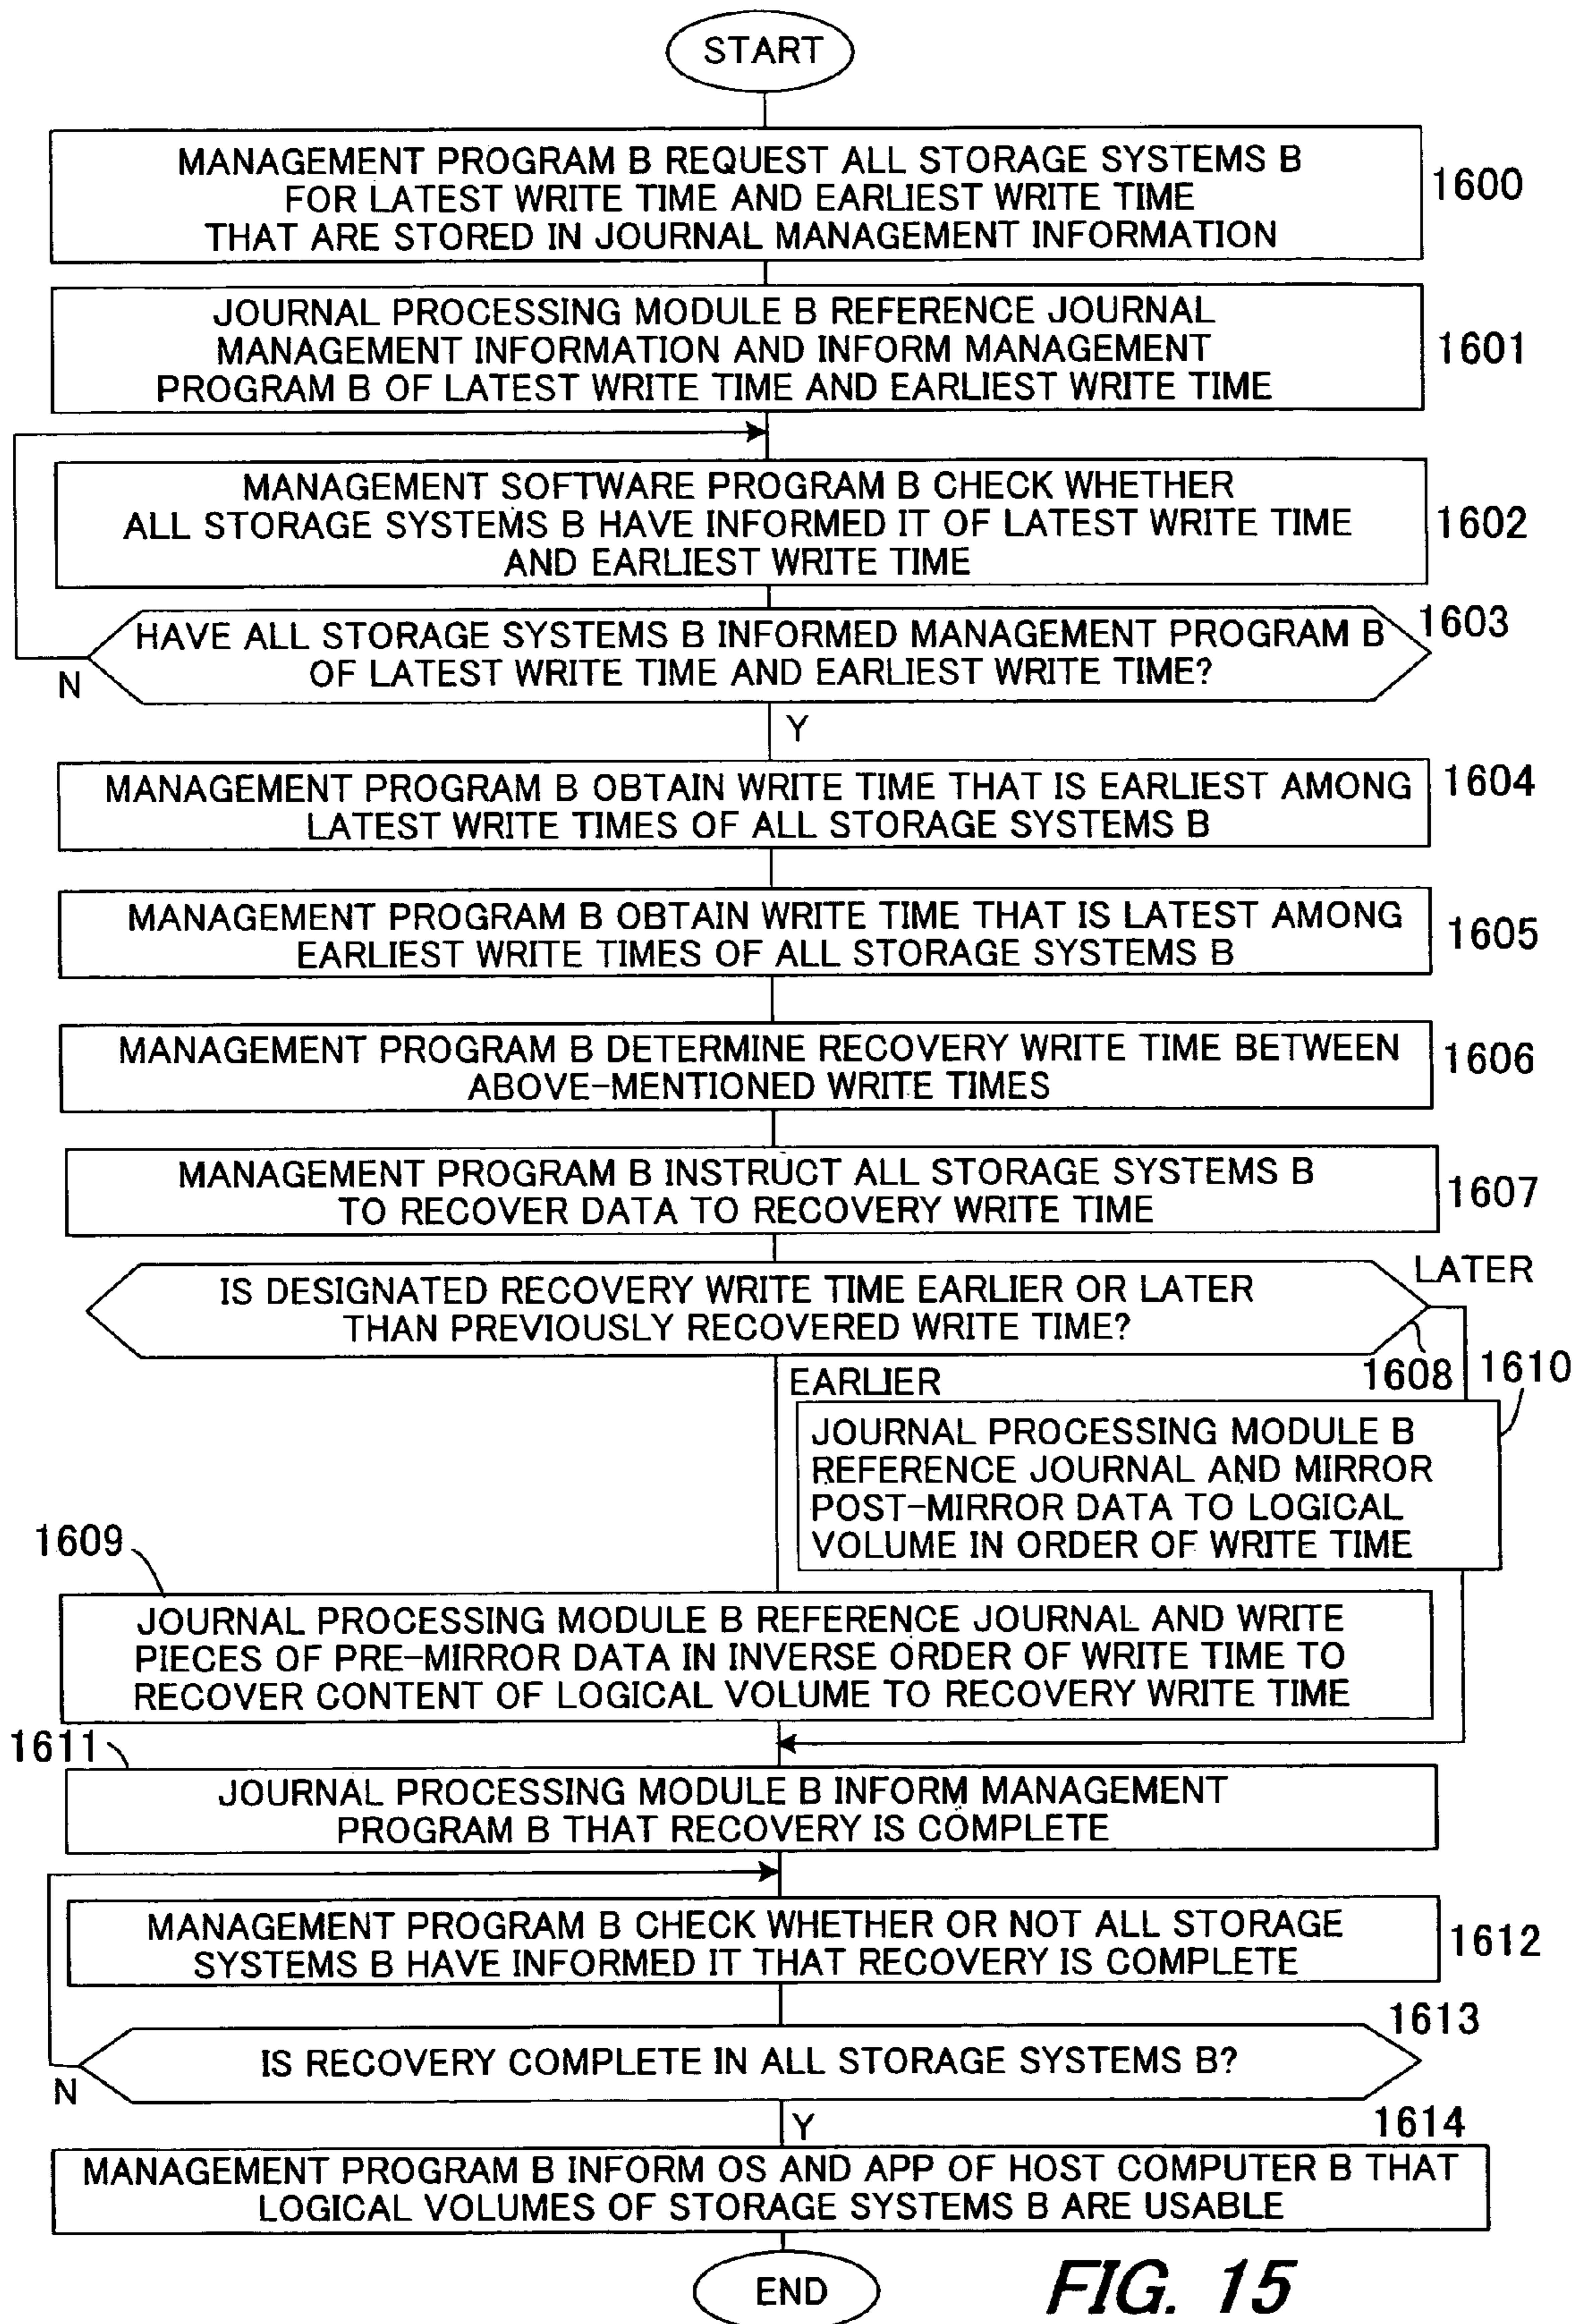 START
MANAGEMENT PROGRAM B REQUEST ALL STORAGE SYSTEMS B
FOR LATEST WRITE TIME AND EARLIEST WRITE TIME
THAT ARE STORED IN JOURNAL MANAGEMENT INFORMATION
1600
JOURNAL PROCESSING MODULE B REFERENCE JOURNAL
MANAGEMENT INFORMATION AND INFORM MANAGEMENT
PROGRAM B OF LATEST WRITE TIME AND EARLIEST WRITE TIME
1601
MANAGEMENT SOFTWARE PROGRAM B CHECK WHETHER
ALL STORAGE SYSTEMS B HAVE INFORMED IT OF LATEST WRITE TIME
AND EARLIEST WRITE TIME
1602
HAVE ALL STORAGE SYSTEMS B INFORMED MANAGEMENT PROGRAM B
OF LATEST WRITE TIME AND EARLIEST WRITE TIME?
1603
N
Y
MANAGEMENT PROGRAM B OBTAIN WRITE TIME THAT IS EARLIEST AMONG
LATEST WRITE TIMES OF ALL STORAGE SYSTEMS B
1604
MANAGEMENT PROGRAM B OBTAIN WRITE TIME THAT IS LATEST AMONG
EARLIEST WRITE TIMES OF ALL STORAGE SYSTEMS B
1605
MANAGEMENT PROGRAM B DETERMINE RECOVERY WRITE TIME BETWEEN
ABOVE-MENTIONED WRITE TIMES
1606
MANAGEMENT PROGRAM B INSTRUCT ALL STORAGE SYSTEMS B
TO RECOVER DATA TO RECOVERY WRITE TIME
1607
IS DESIGNATED RECOVERY WRITE TIME EARLIER OR LATER
THAN PREVIOUSLY RECOVERED WRITE TIME?
LATER
1608
EARLIER
1610
JOURNAL PROCESSING MODULE B
REFERENCE JOURNAL AND MIRROR
POST-MIRROR DATA TO LOGICAL
VOLUME IN ORDER OF WRITE TIME
1609
JOURNAL PROCESSING MODULE B REFERENCE JOURNAL AND WRITE
PIECES OF PRE-MIRROR DATA IN INVERSE ORDER OF WRITE TIME TO
RECOVER CONTENT OF LOGICAL VOLUME TO RECOVERY WRITE TIME
1611
JOURNAL PROCESSING MODULE B INFORM MANAGEMENT
PROGRAM B THAT RECOVERY IS COMPLETE
MANAGEMENT PROGRAM B CHECK WHETHER OR NOT ALL STORAGE
SYSTEMS B HAVE INFORMED IT THAT RECOVERY IS COMPLETE
1612
1613
IS RECOVERY COMPLETE IN ALL STORAGE SYSTEMS B?
N
Y
1614
MANAGEMENT PROGRAM B INFORM OS AND APP OF HOST COMPUTER B THAT
LOGICAL VOLUMES OF STORAGE SYSTEMS B ARE USABLE
END
FIG. 15